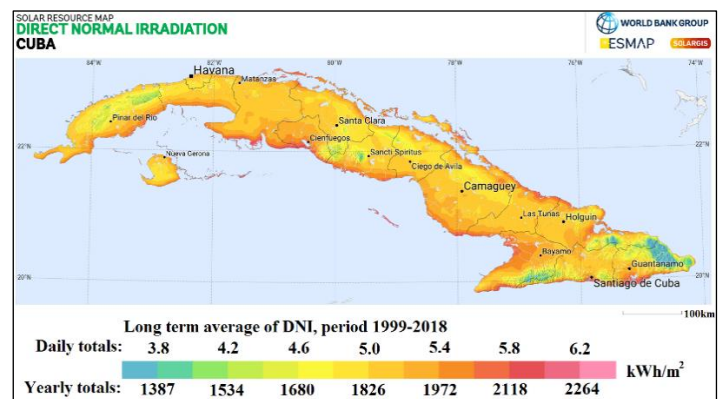 SOLAR RESOURCE MAP
DIRECT NORMAL IRRADIATION
CUBA
WORLD BANK GROUP
ESMAP
SOLARGIS
84°W
82°W
80°W
78°W
76°W
74°W
Havana
Matanzas
Pinar del Rio
Santa Clara
Cienfuegos
22°N
Nueva Gerona
Sancti Spiritus
22°N
Ciego de Avila
Camaguey
Las Tunas
Holguin
Bayamo
20°N
Guantanamo
20°N
Santiago de Cuba
100km
Long term average of DNI, period 1999-2018
Daily totals: 3.8 4.2 4.6 5.0 5.4 5.8 6.2
kWh/m²
Yearly totals: 1387 1534 1680 1826 1972 2118 2264